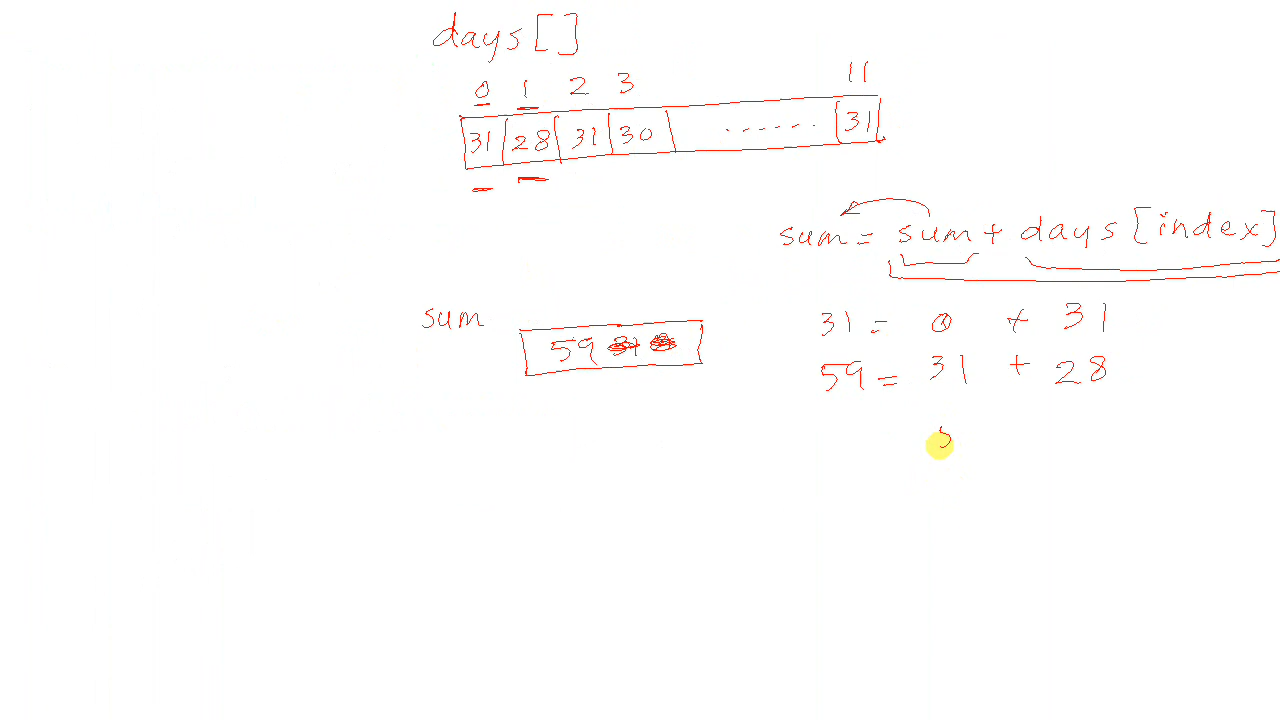 days[]
0 1 2 3 11
31 28 31 30 ...... 31
sum = sum + days[index]
sum
59
31 = 0 + 31
59 = 31 + 28